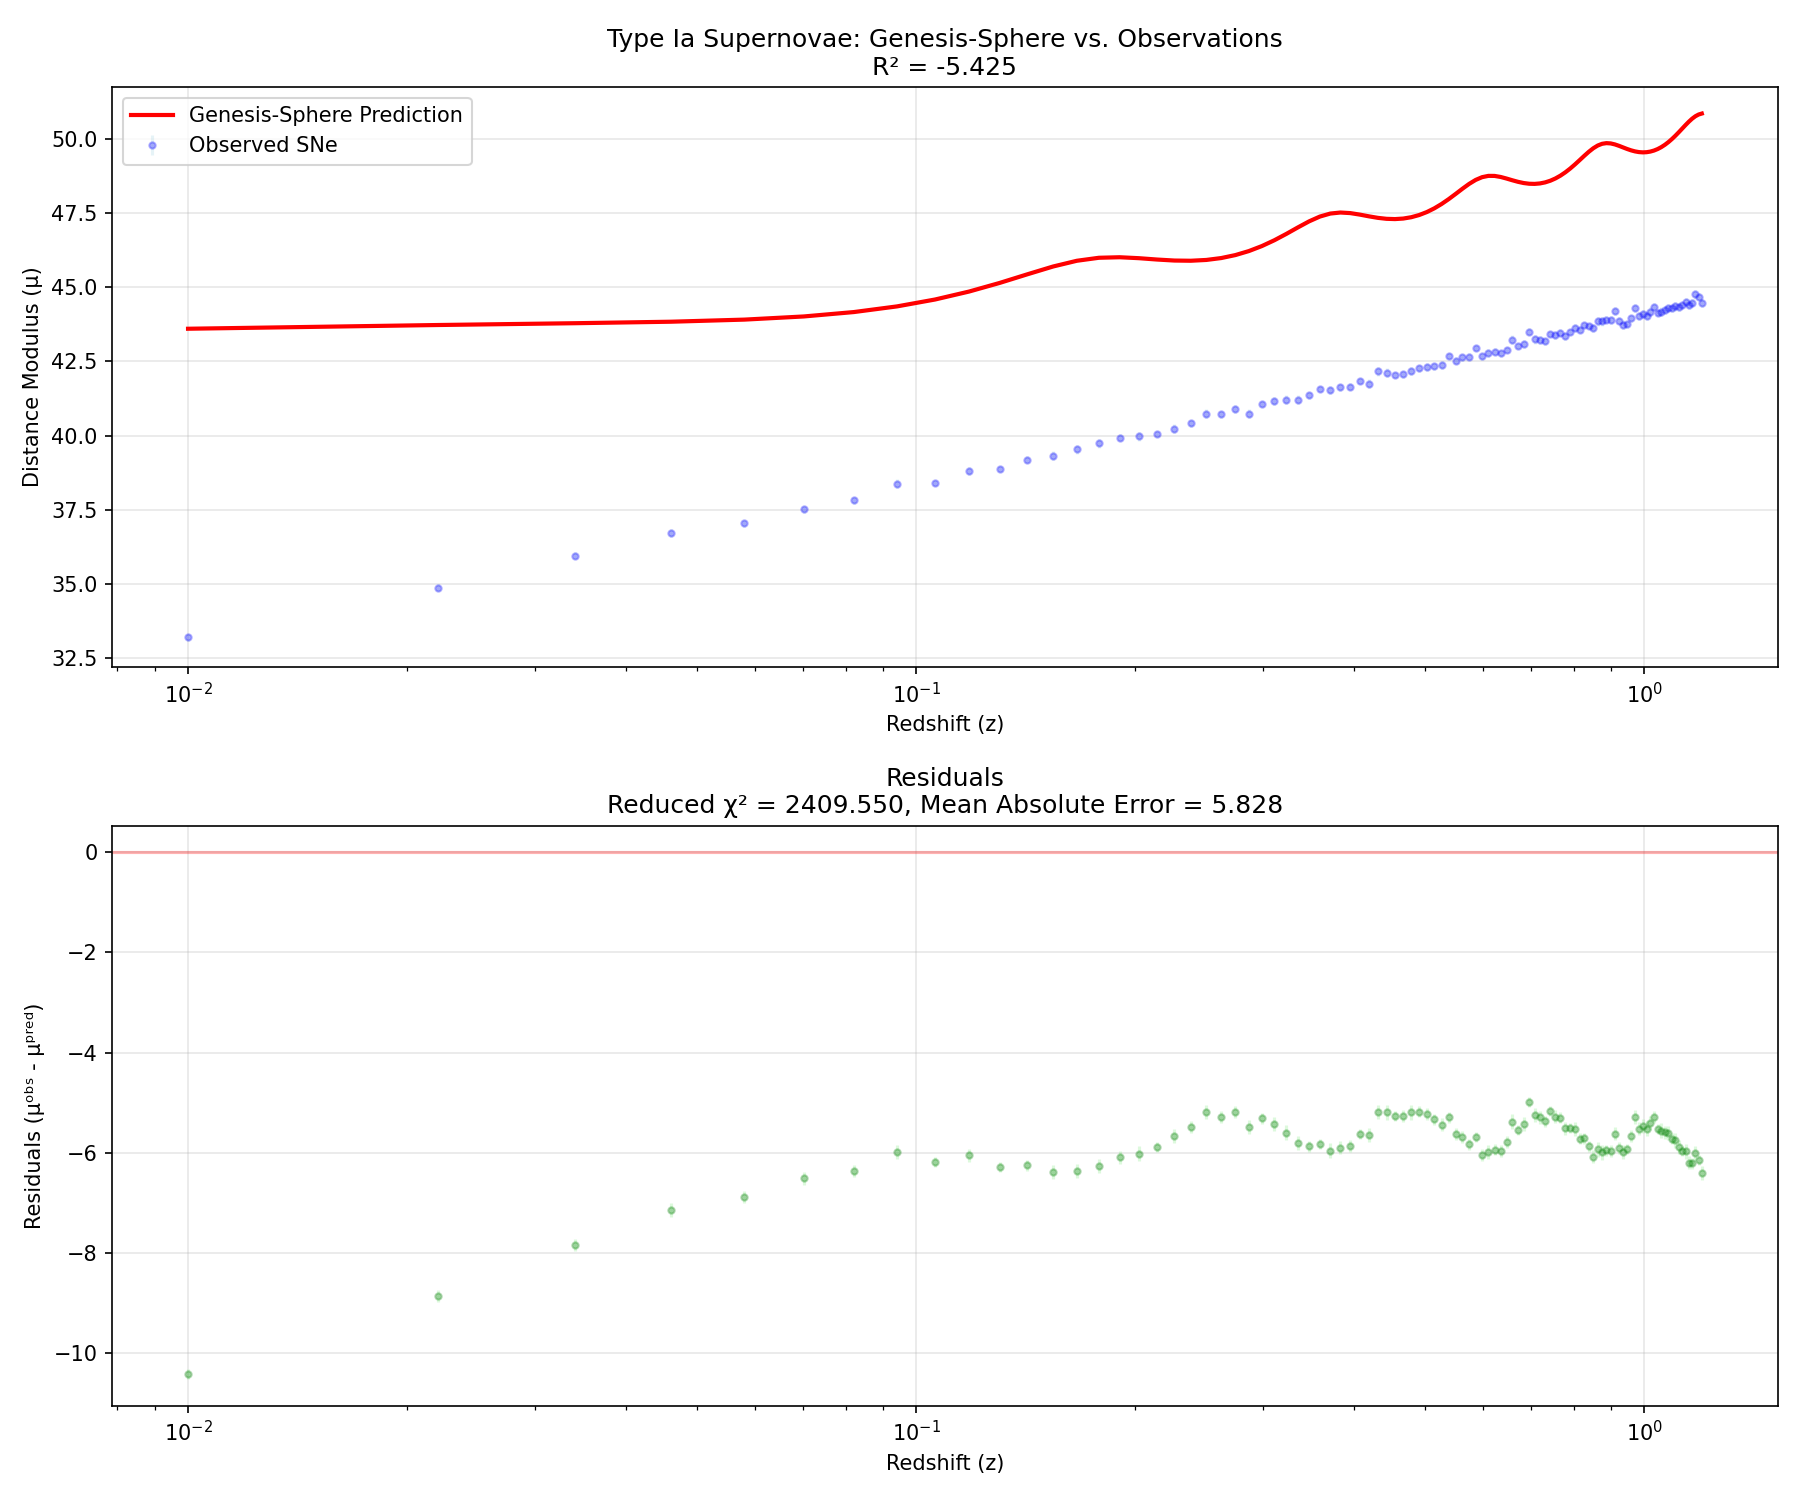 Type Ia Supernovae: Genesis-Sphere vs. Observations
R² = -5.425
Genesis-Sphere Prediction
Observed SNe
Distance Modulus (μ)
50.0
47.5
45.0
42.5
40.0
37.5
35.0
32.5
10⁻²
10⁻¹
10⁰
Redshift (z)
Residuals
Reduced χ² = 2409.550, Mean Absolute Error = 5.828
Residuals (μᵒᵇˢ - μᵖʳᵉᵈ)
0
−2
−4
−6
−8
−10
10⁻²
10⁻¹
10⁰
Redshift (z)